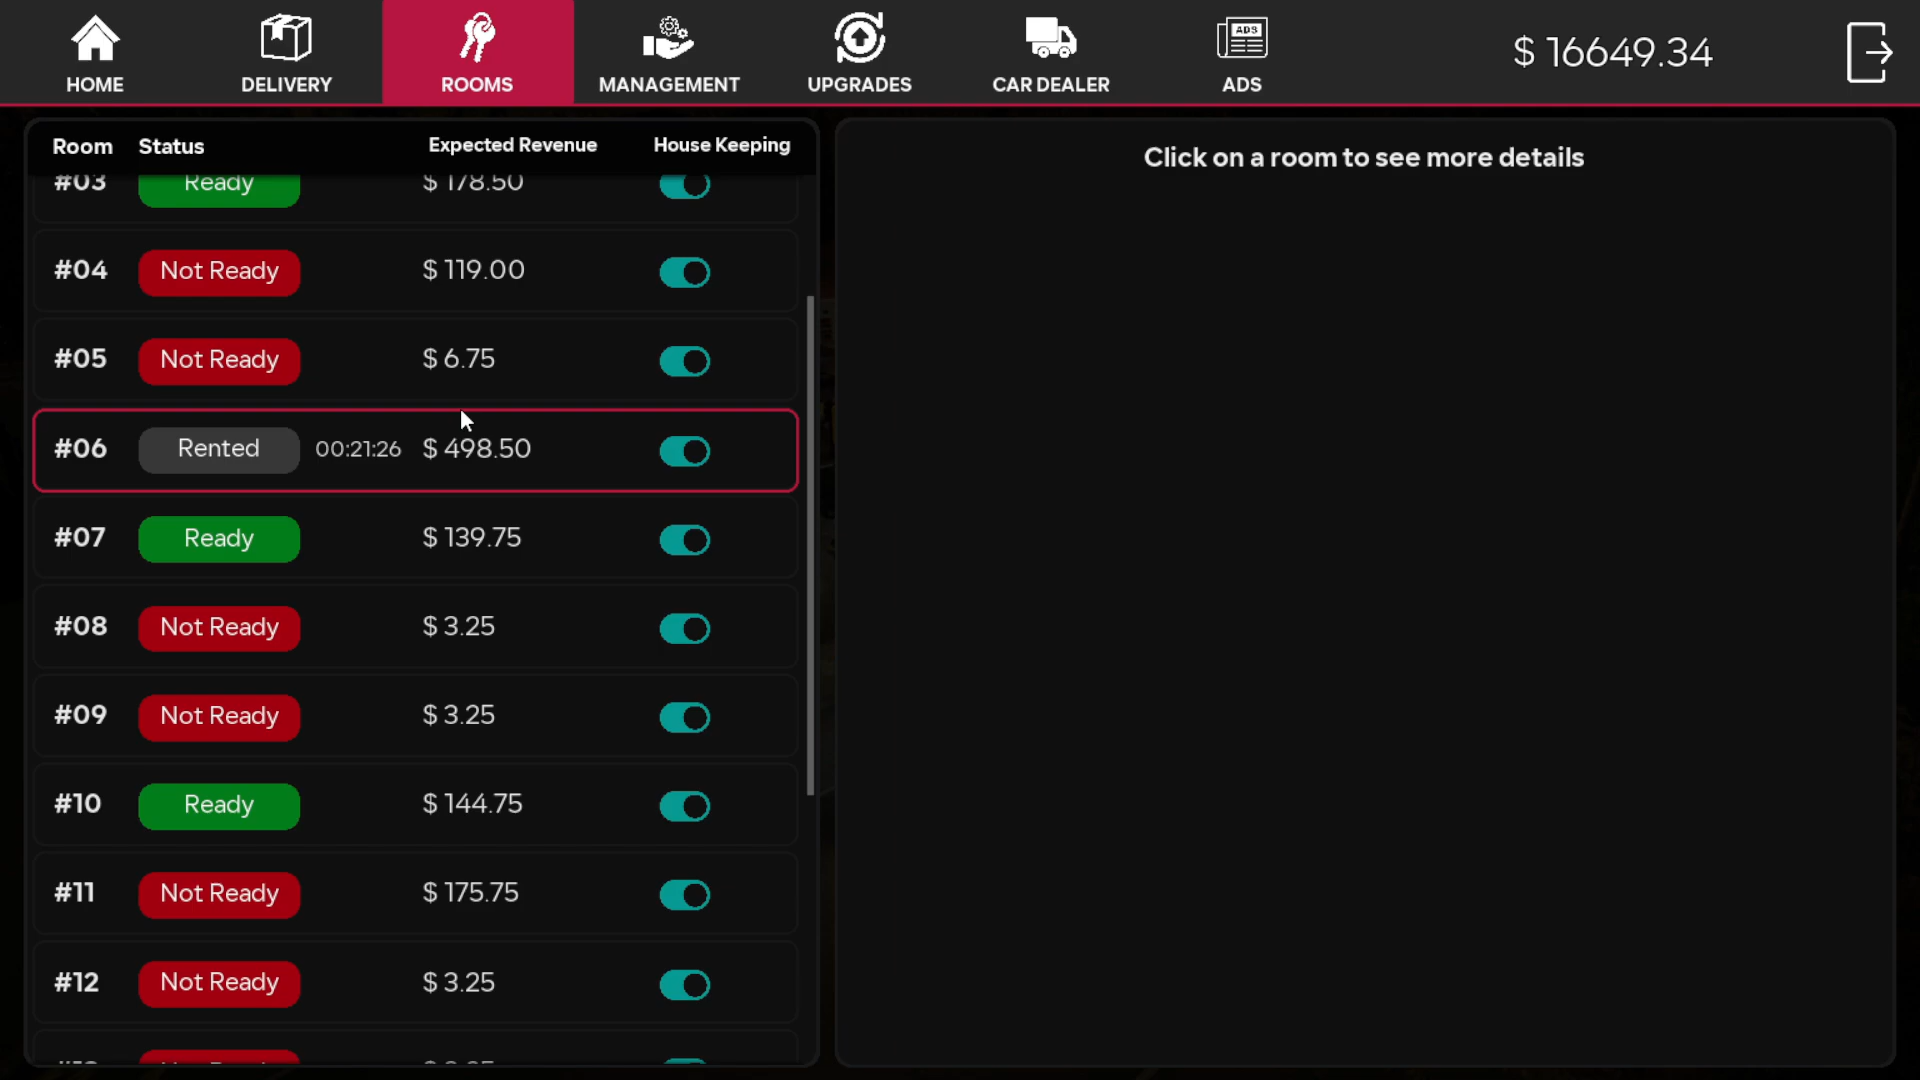 HOME
DELIVERY
ROOMS
MANAGEMENT
UPGRADES
CAR DEALER
ADS
ADS
$ 16649.34
Room Status Expected Revenue House Keeping
#03 Ready $ 178.50
#04 Not Ready $ 119.00
#05 Not Ready $ 6.75
#06 Rented 00:21:26 $ 498.50
#07 Ready $ 139.75
#08 Not Ready $ 3.25
#09 Not Ready $ 3.25
#10 Ready $ 144.75
#11 Not Ready $ 175.75
#12 Not Ready $ 3.25
Click on a room to see more details